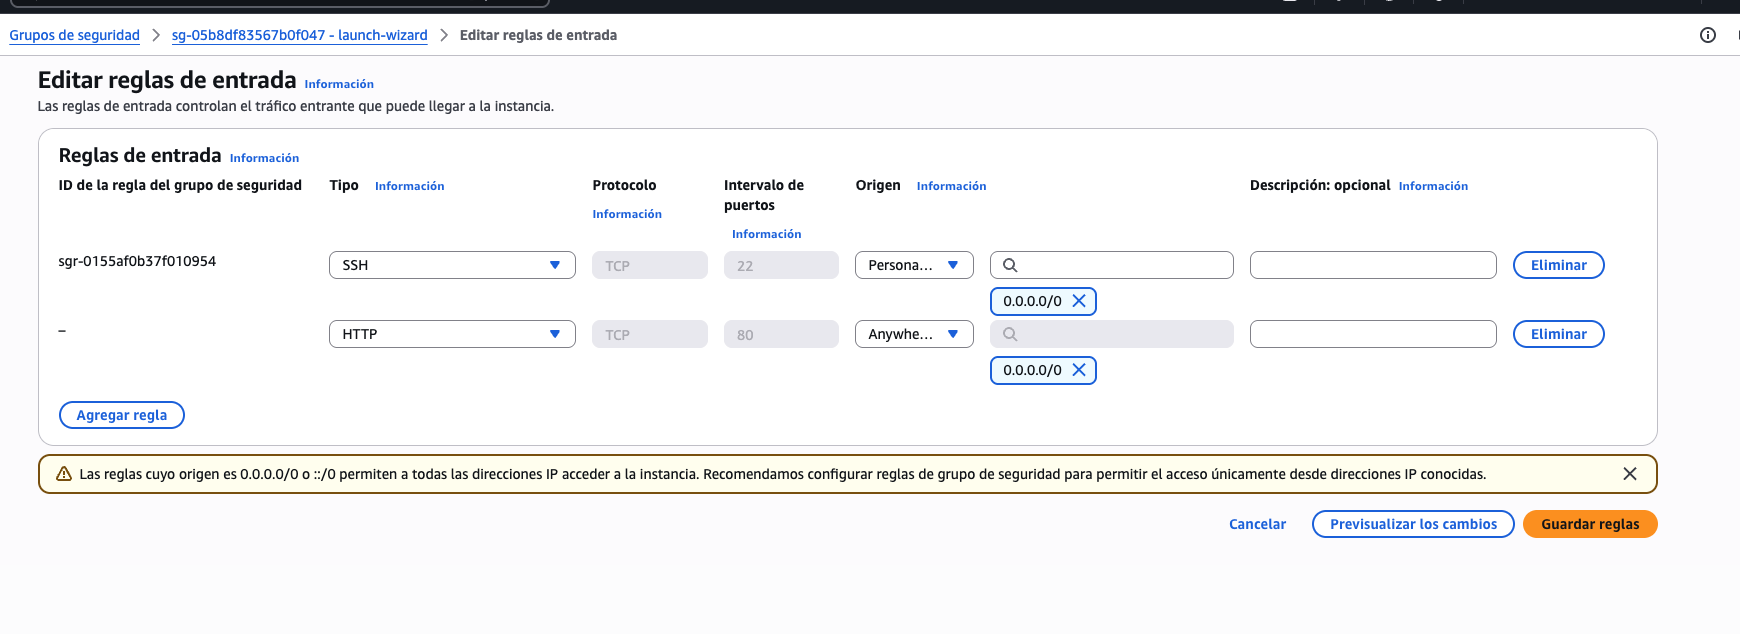 Grupos de seguridad > sg-05b8df83567b0f047 - launch-wizard > Editar reglas de entrada
Editar reglas de entrada Información
Las reglas de entrada controlan el tráfico entrante que puede llegar a la instancia.
Reglas de entrada Información
ID de la regla del grupo de seguridad Tipo Información Protocolo Información Intervalo de puertos Información Origen Información Descripción: opcional Información
sgr-0155af0b37f010954 SSH TCP 22 Persona... Eliminar
0.0.0.0/0
– HTTP TCP 80 Anywhe... Eliminar
0.0.0.0/0
Agregar regla
Las reglas cuyo origen es 0.0.0.0/0 o ::/0 permiten a todas las direcciones IP acceder a la instancia. Recomendamos configurar reglas de grupo de seguridad para permitir el acceso únicamente desde direcciones IP conocidas.
Cancelar Previsualizar los cambios Guardar reglas